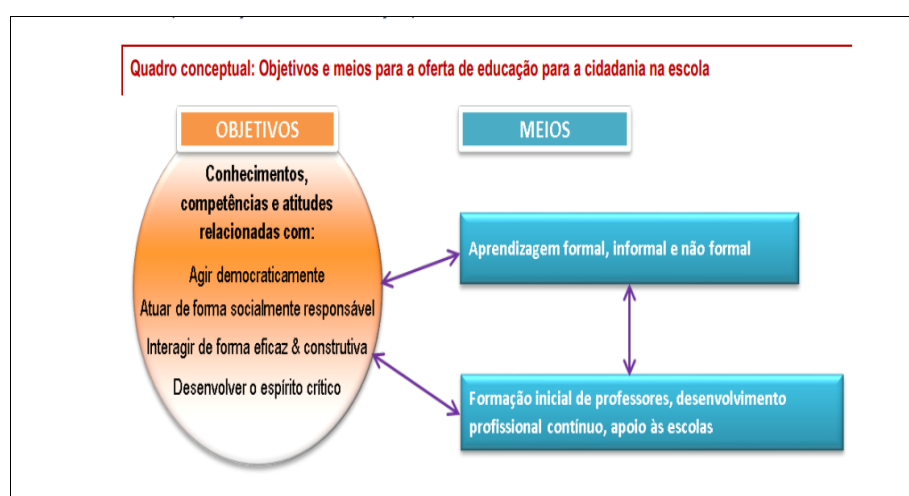 Quadro conceptual: Objetivos e meios para a oferta de educação para a cidadania na escola
OBJETIVOS
MEIOS
Conhecimentos,
competências e atitudes
relacionadas com:
Agir democraticamente
Atuar de forma socialmente responsável
Interagir de forma eficaz & construtiva
Desenvolver o espírito crítico
Aprendizagem formal, informal e não formal
Formação inicial de professores, desenvolvimento
profissional contínuo, apoio às escolas